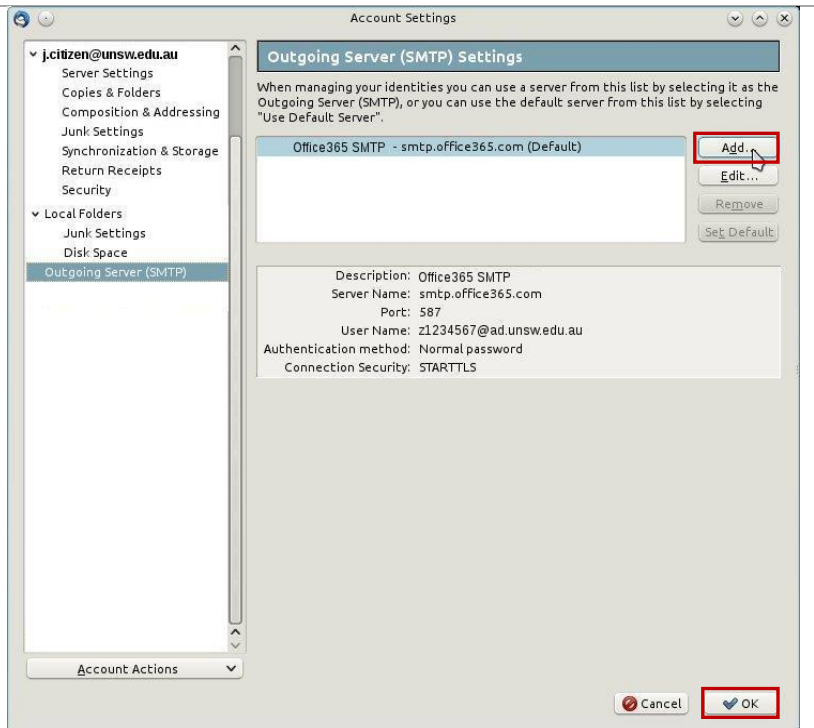 Account Settings
j.citizen@unsw.edu.au
Server Settings
Copies & Folders
Composition & Addressing
Junk Settings
Synchronization & Storage
Return Receipts
Security
Local Folders
Junk Settings
Disk Space
Outgoing Server (SMTP)
Account Actions
Outgoing Server (SMTP) Settings
When managing your identities you can use a server from this list by selecting it as the
Outgoing Server (SMTP), or you can use the default server from this list by selecting
"Use Default Server".
Office365 SMTP - smtp.office365.com (Default)
Add...
Edit...
Remove
Set Default
Description: Office365 SMTP
Server Name: smtp.office365.com
Port: 587
User Name: z1234567@ad.unsw.edu.au
Authentication method: Normal password
Connection Security: STARTTLS
Cancel
OK